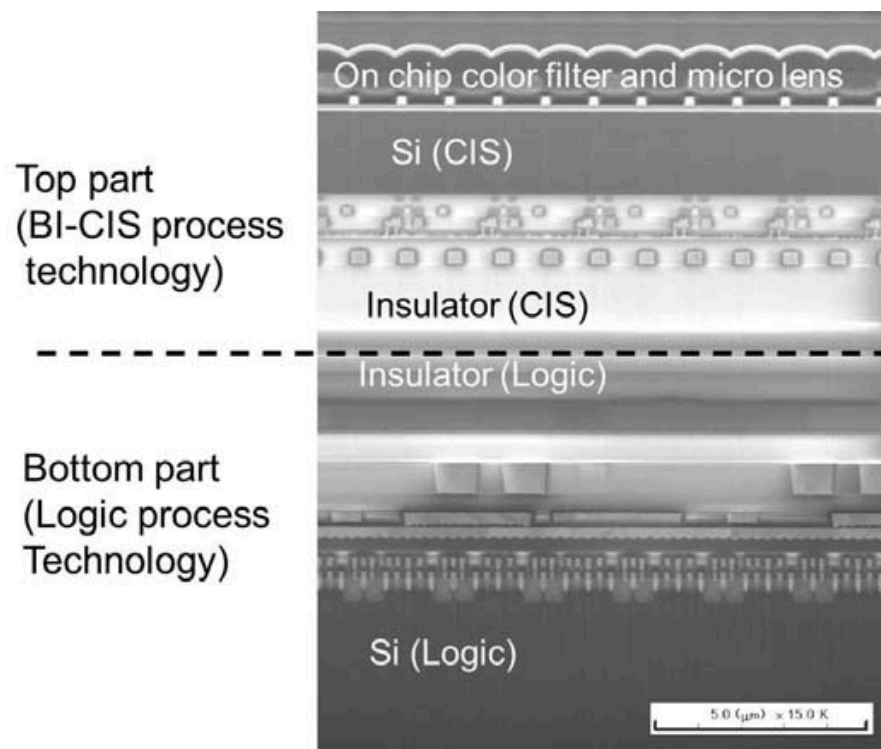 On chip color filter and micro lens
Si (CIS)
Top part
(BI-CIS process
technology)
Insulator (CIS)
Insulator (Logic)
Bottom part
(Logic process
Technology)
Si (Logic)
5.0 (μm) x 15.0 K